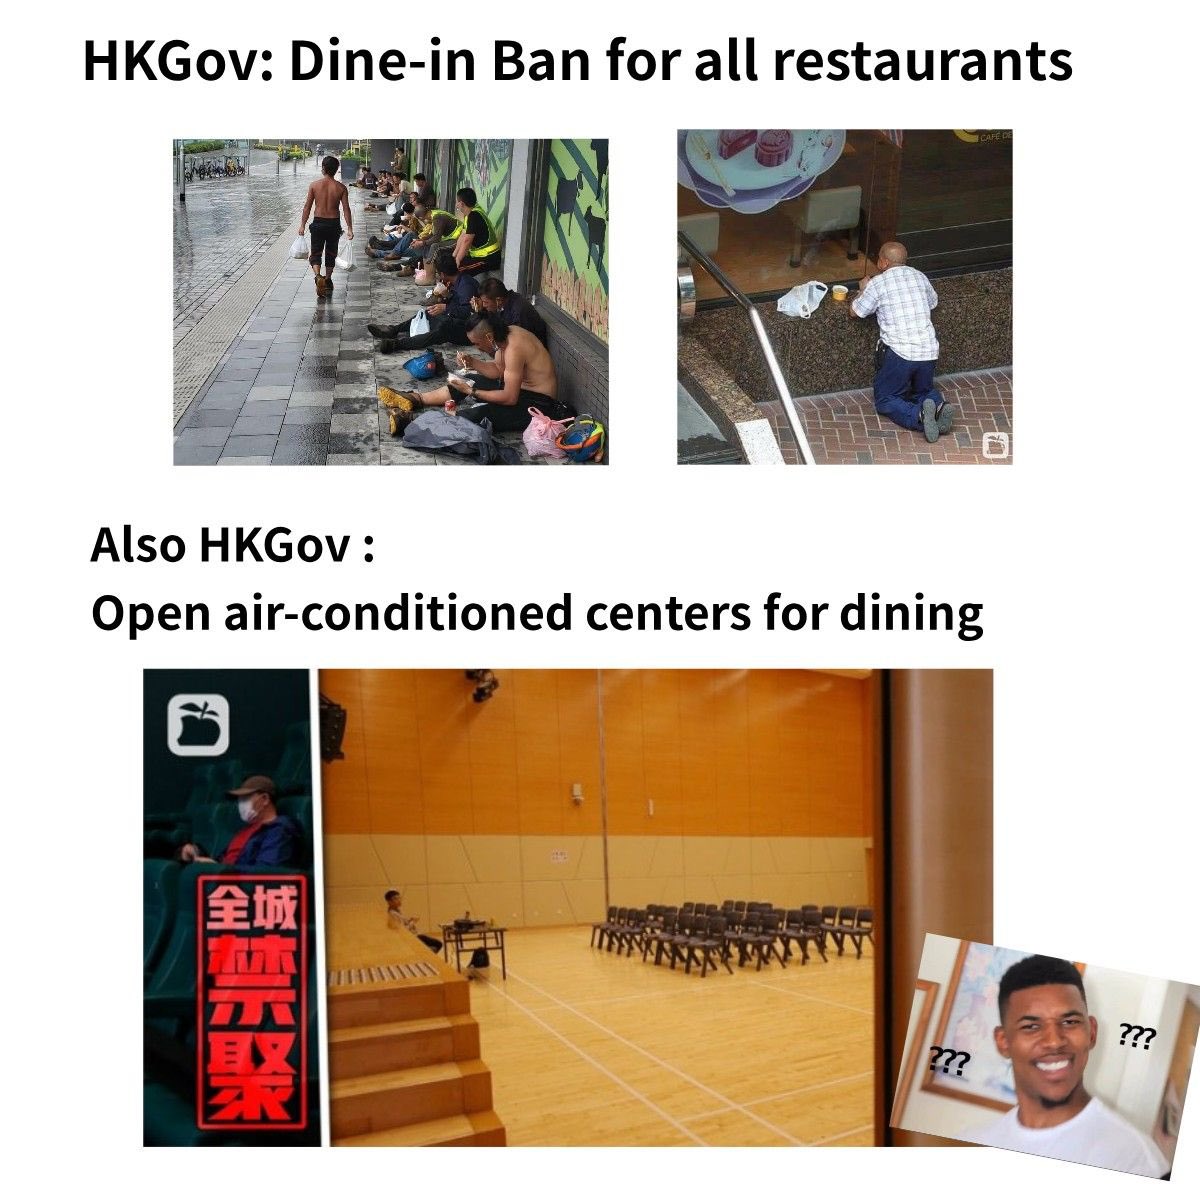 HKGov: Dine-in Ban for all restaurants
CAFÉ DE
Also HKGov :
Open air-conditioned centers for dining
全城
禁
聚
???
???